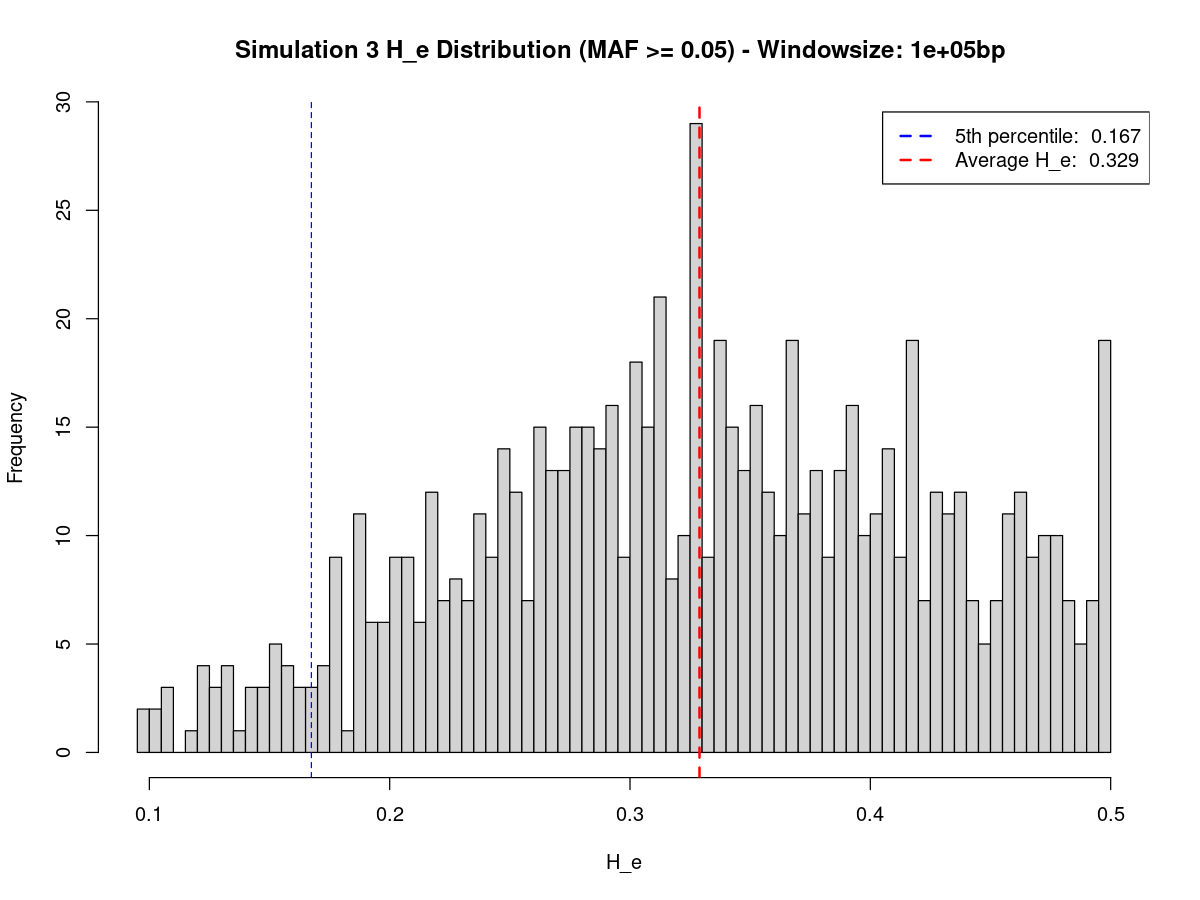 Simulation 3 H_e Distribution (MAF >= 0.05) - Windowsize: 1e+05bp
5th percentile: 0.167
Average H_e: 0.329
Frequency
30
25
20
15
10
5
0
0.1 0.2 0.3 0.4 0.5
H_e